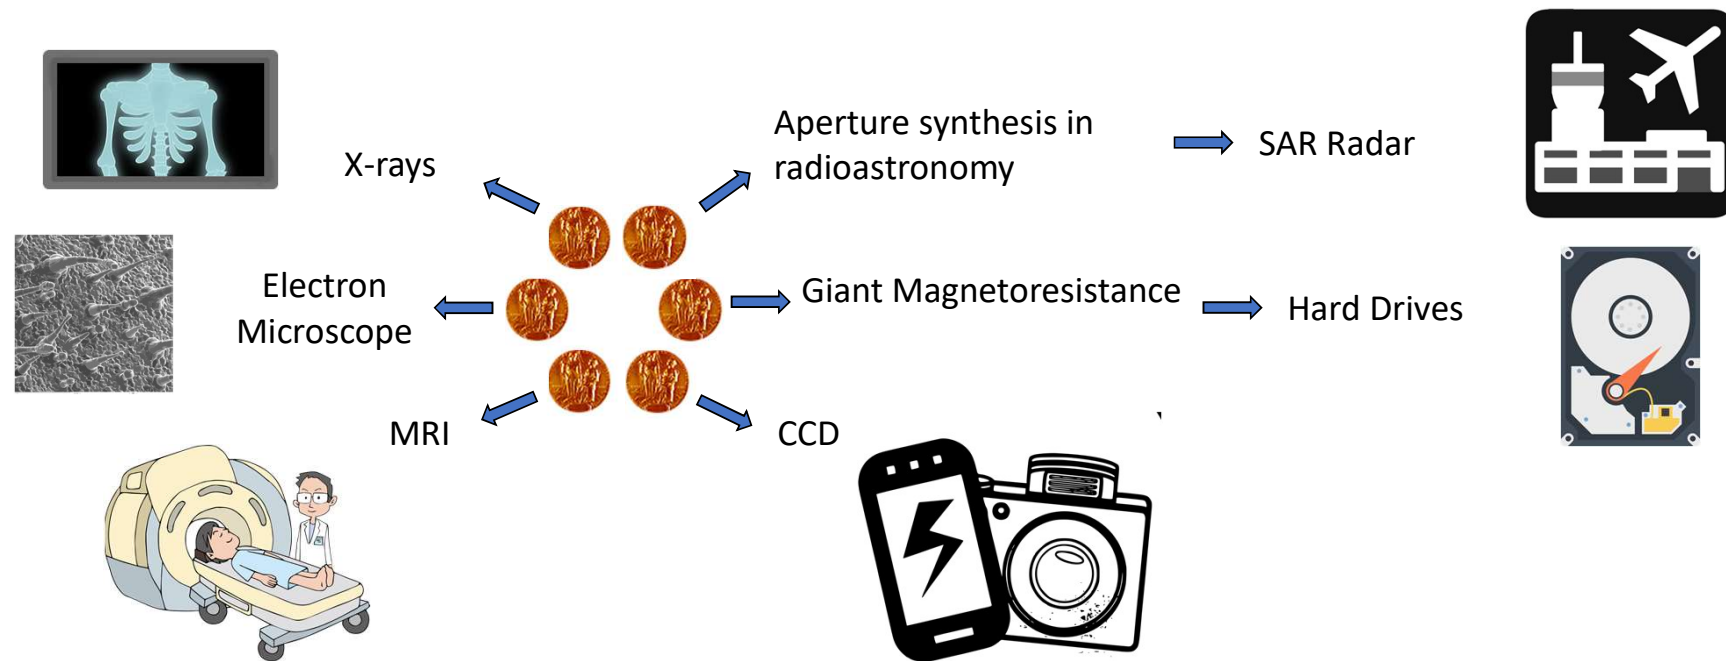 X-rays
Aperture synthesis in
radioastronomy
SAR Radar
Electron
Microscope
Giant Magnetoresistance
Hard Drives
MRI
CCD